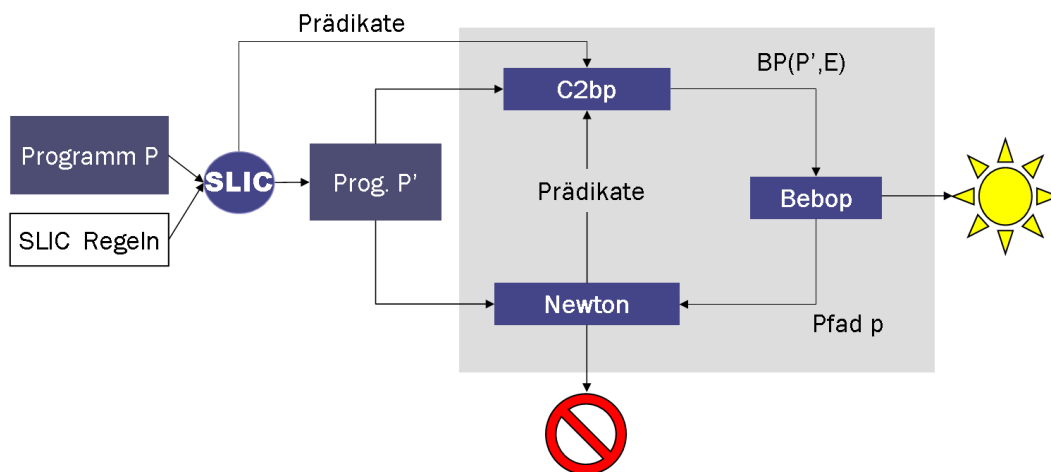 Prädikate
BP(P’,E)
C2bp
Programm P
SLIC
Prog. P’
Prädikate
Bebop
SLIC Regeln
Newton
Pfad p